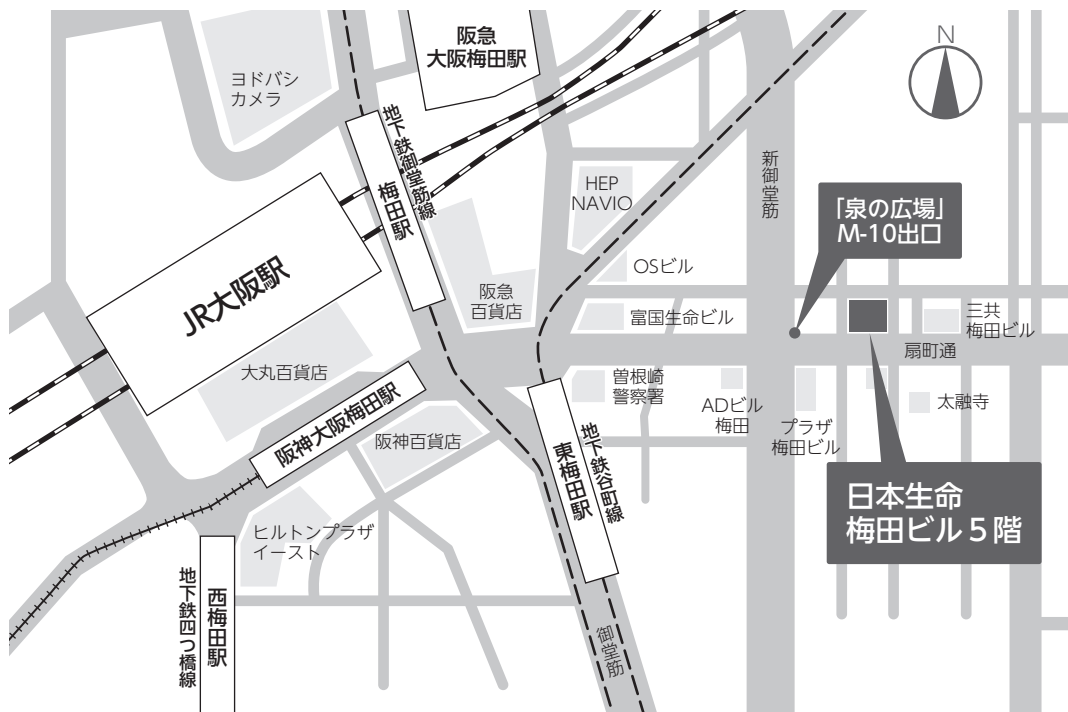 阪急
大阪梅田駅
ヨドバシ
カメラ
N
地下鉄御堂筋線
梅田駅
新御堂筋
HEP
NAVIO
「泉の広場」
M-10出口
JR大阪駅
OSビル
阪急
百貨店
富国生命ビル
三共
梅田ビル
扇町通
大丸百貨店
曽根崎
警察署
ADビル
梅田
プラザ
梅田ビル
太融寺
阪神大阪梅田駅
阪神百貨店
東梅田駅
地下鉄谷町線
日本生命
梅田ビル５階
ヒルトンプラザ
イースト
地下鉄四つ橋線
西梅田駅
御堂筋